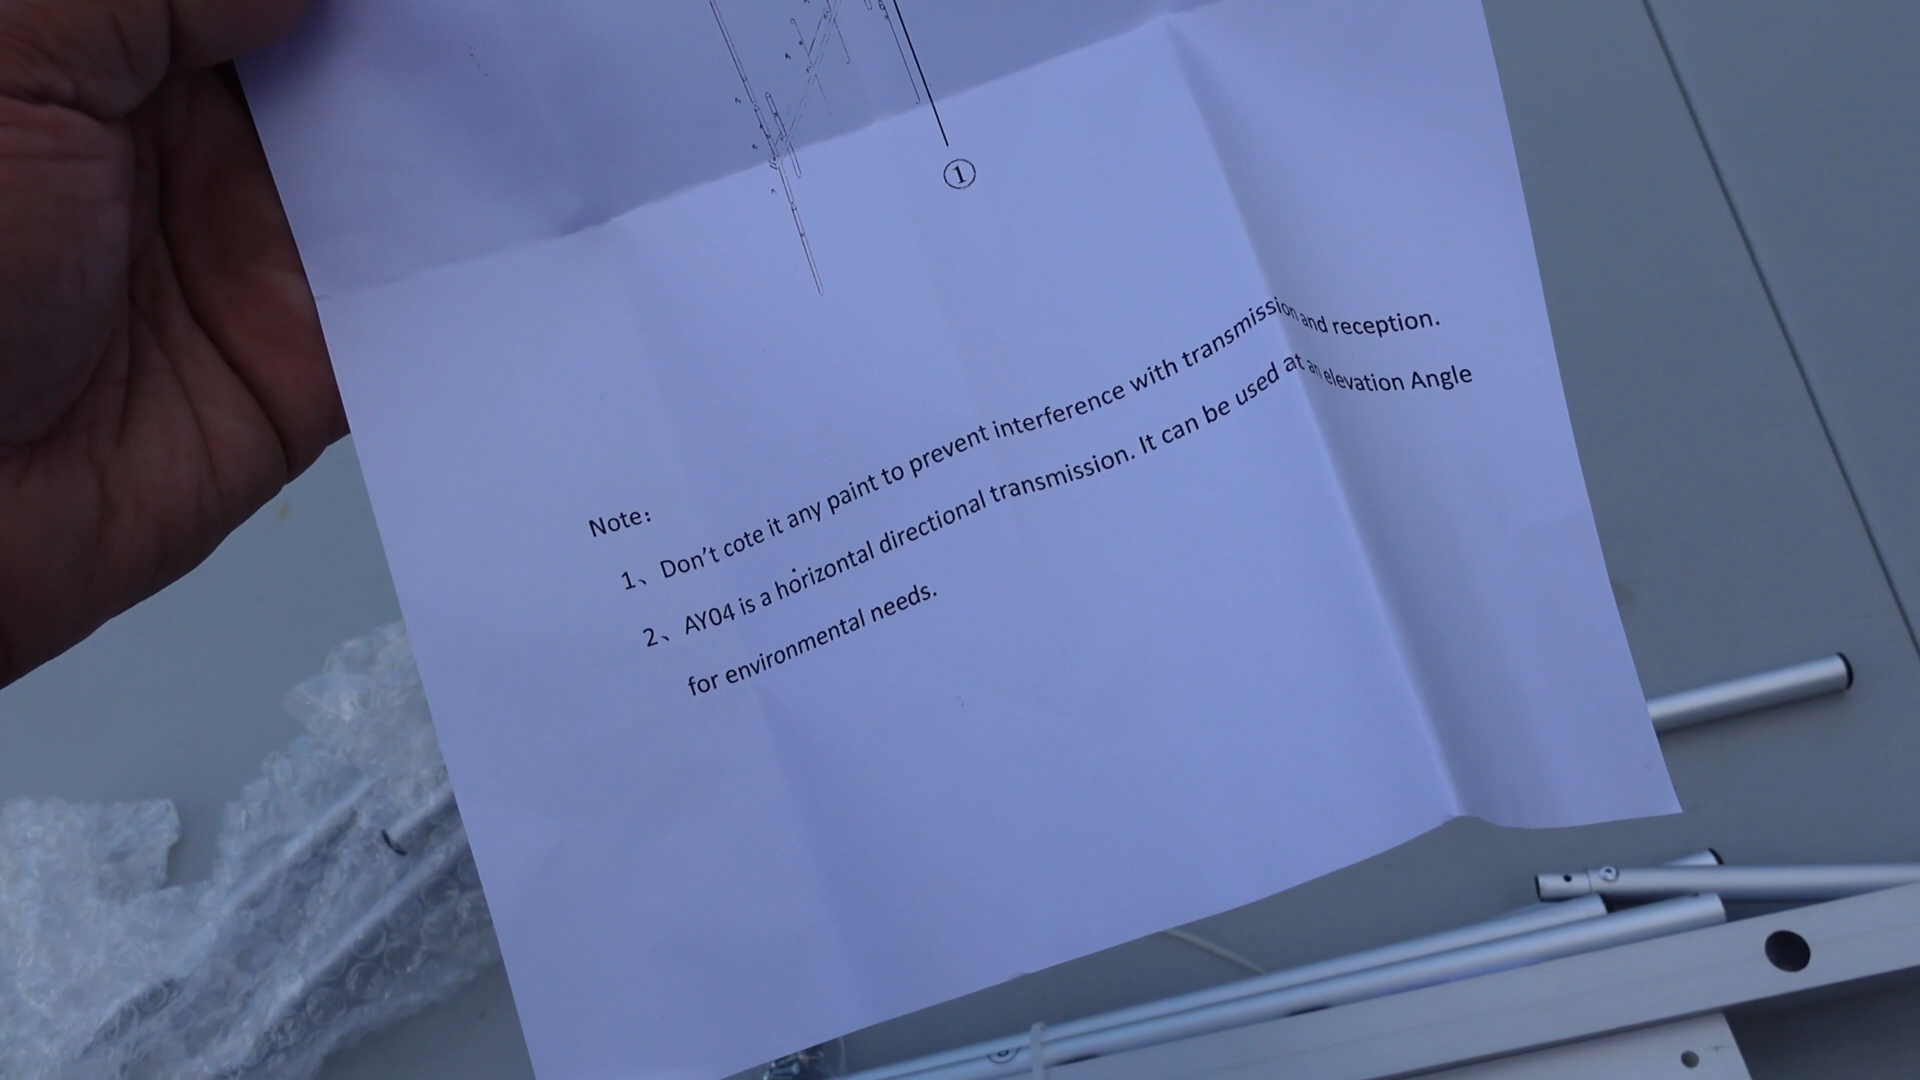 ①
Note:
1、Don't cote it any paint to prevent interference with transmission and reception.
2、AY04 is a horizontal directional transmission. It can be used at an elevation Angle
for environmental needs.